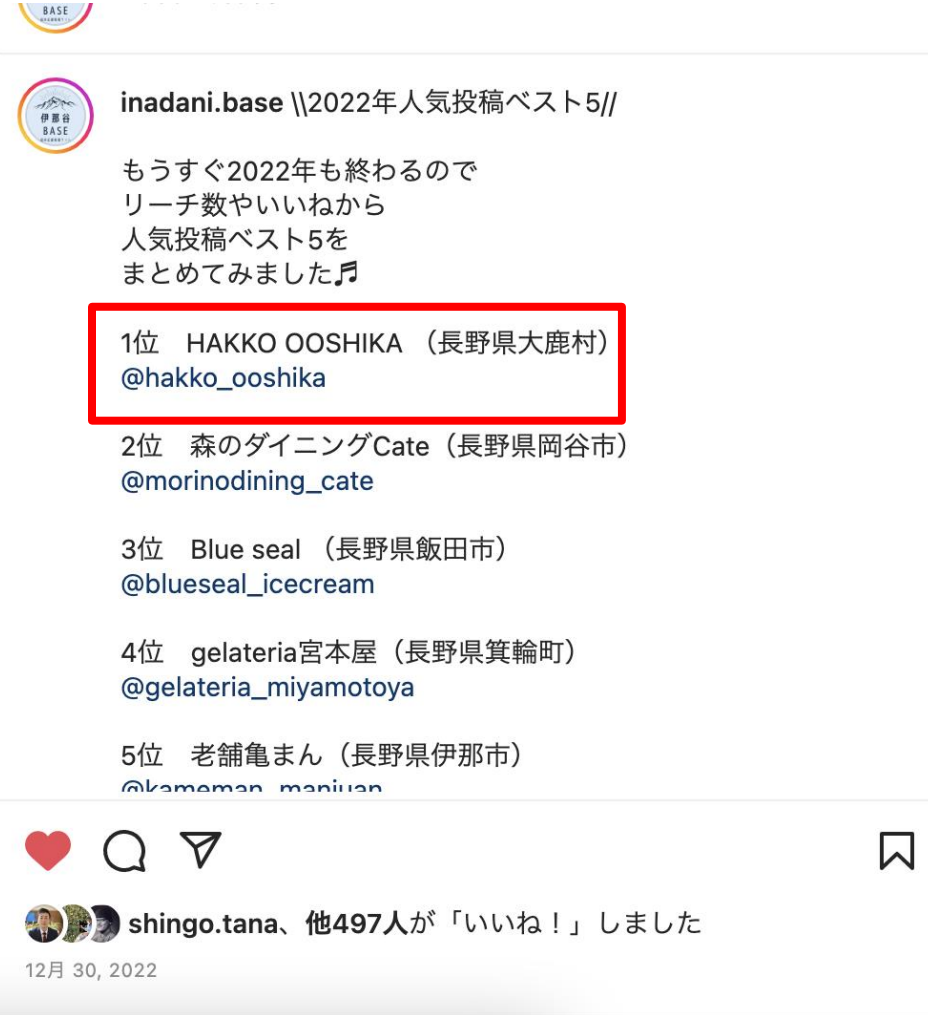 BASE
伊那谷
BASE
inadani.base \\2022年人気投稿ベスト5//
もうすぐ2022年も終わるので
リーチ数やいいねから
人気投稿ベスト5を
まとめてみました🎵
1位　HAKKO OOSHIKA （長野県大鹿村）
@hakko_ooshika
2位　森のダイニングCate（長野県岡谷市）
@morinodining_cate
3位　Blue seal （長野県飯田市）
@blueseal_icecream
4位　gelateria宮本屋（長野県箕輪町）
@gelateria_miyamotoya
5位　老舗亀まん（長野県伊那市）
@kameman_manjuan
shingo.tana、他497人が「いいね！」しました
12月 30, 2022